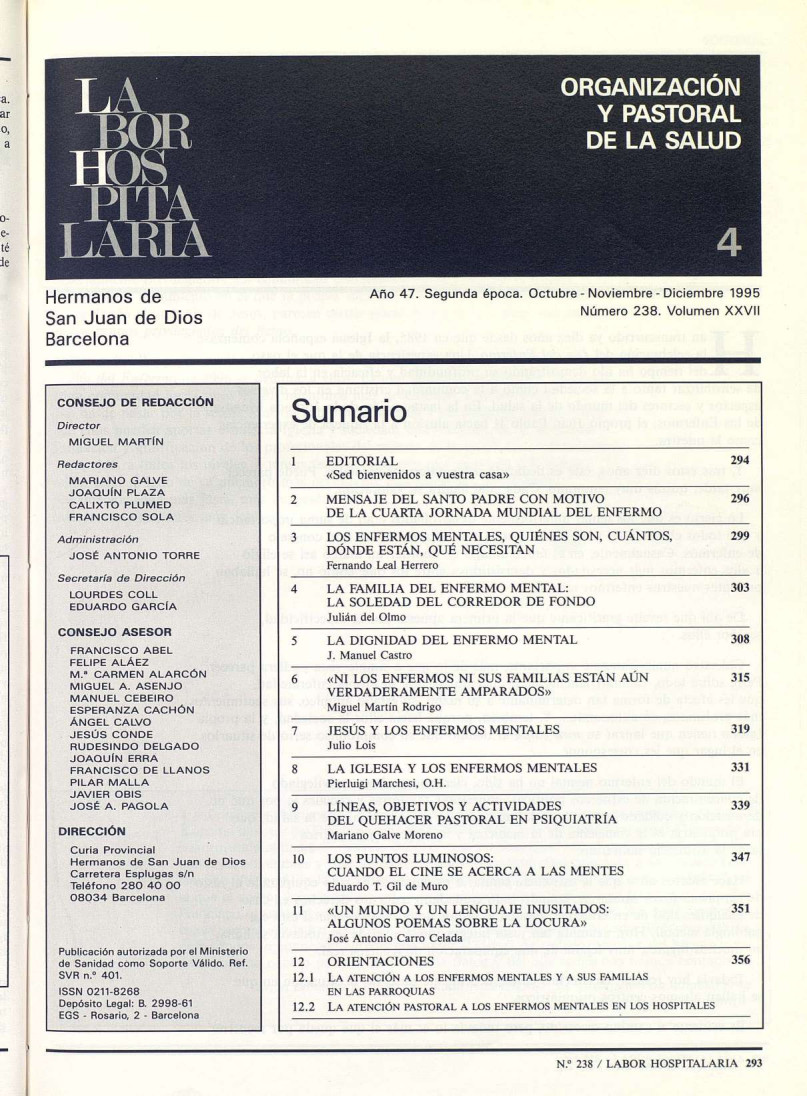 a.
ar
o,
a
o-
e-
té
de
LA
BOR
HOS
PITA
LARIA
ORGANIZACIÓN
Y PASTORAL
DE LA SALUD
4
Hermanos de
San Juan de Dios
Barcelona
Año 47. Segunda época. Octubre - Noviembre - Diciembre 1995
Número 238. Volumen XXVII
CONSEJO DE REDACCIÓN
Director
MIGUEL MARTÍN
Redactores
MARIANO GALVE
JOAQUÍN PLAZA
CALIXTO PLUMED
FRANCISCO SOLA
Administración
JOSÉ ANTONIO TORRE
Secretaría de Dirección
LOURDES COLL
EDUARDO GARCÍA
CONSEJO ASESOR
FRANCISCO ABEL
FELIPE ALÁEZ
M.ª CARMEN ALARCÓN
MIGUEL A. ASENJO
MANUEL CEBEIRO
ESPERANZA CACHÓN
ÁNGEL CALVO
JESÚS CONDE
RUDESINDO DELGADO
JOAQUÍN ERRA
FRANCISCO DE LLANOS
PILAR MALLA
JAVIER OBIS
JOSÉ A. PAGOLA
DIRECCIÓN
Curia Provincial
Hermanos de San Juan de Dios
Carretera Esplugas s/n
Teléfono 280 40 00
08034 Barcelona
Publicación autorizada por el Ministerio
de Sanidad como Soporte Válido. Ref.
SVR n.º 401.
ISSN 0211-8268
Depósito Legal: B. 2998-61
EGS - Rosario, 2 - Barcelona
Sumario
1 EDITORIAL 294
«Sed bienvenidos a vuestra casa»
2 MENSAJE DEL SANTO PADRE CON MOTIVO 296
DE LA CUARTA JORNADA MUNDIAL DEL ENFERMO
3 LOS ENFERMOS MENTALES, QUIÉNES SON, CUÁNTOS, 299
DÓNDE ESTÁN, QUÉ NECESITAN
Fernando Leal Herrero
4 LA FAMILIA DEL ENFERMO MENTAL: 303
LA SOLEDAD DEL CORREDOR DE FONDO
Julián del Olmo
5 LA DIGNIDAD DEL ENFERMO MENTAL 308
J. Manuel Castro
6 «NI LOS ENFERMOS NI SUS FAMILIAS ESTÁN AÚN 315
VERDADERAMENTE AMPARADOS»
Miguel Martín Rodrigo
7 JESÚS Y LOS ENFERMOS MENTALES 319
Julio Lois
8 LA IGLESIA Y LOS ENFERMOS MENTALES 331
Pierluigi Marchesi, O.H.
9 LÍNEAS, OBJETIVOS Y ACTIVIDADES 339
DEL QUEHACER PASTORAL EN PSIQUIATRÍA
Mariano Galve Moreno
10 LOS PUNTOS LUMINOSOS: 347
CUANDO EL CINE SE ACERCA A LAS MENTES
Eduardo T. Gil de Muro
11 «UN MUNDO Y UN LENGUAJE INUSITADOS: 351
ALGUNOS POEMAS SOBRE LA LOCURA»
José Antonio Carro Celada
12 ORIENTACIONES 356
12.1 LA ATENCIÓN A LOS ENFERMOS MENTALES Y A SUS FAMILIAS
EN LAS PARROQUIAS
12.2 LA ATENCIÓN PASTORAL A LOS ENFERMOS MENTALES EN LOS HOSPITALES
N.º 238 / LABOR HOSPITALARIA 293